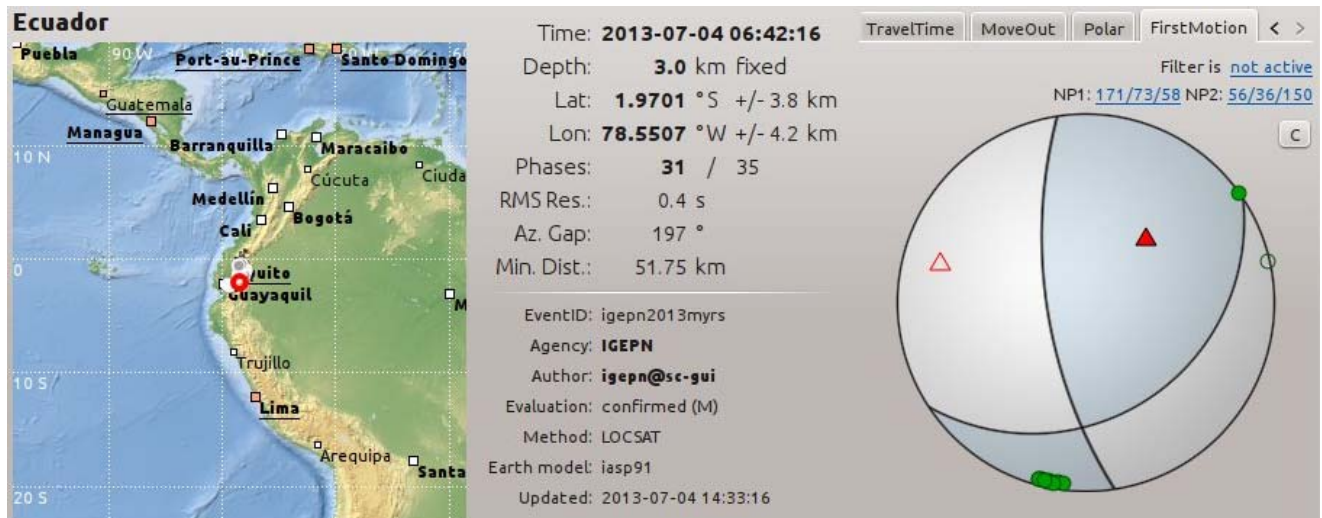 Ecuador
Puebla
90 W
80 W
Port-au-Prince
Santo Domingo
Guatemala
Managua
Barranquilla
Maracaibo
10 N
Cúcuta
Ciuda
Medellín
Bogotá
Cali
0
uito
Guayaquil
M
Trujillo
10 S
Lima
Arequipa
Santa
20 S
Time: 2013-07-04 06:42:16
Depth: 3.0 km fixed
Lat: 1.9701 °S +/- 3.8 km
Lon: 78.5507 °W +/- 4.2 km
Phases: 31 / 35
RMS Res.: 0.4 s
Az. Gap: 197 °
Min. Dist.: 51.75 km
EventID: igepn2013myrs
Agency: IGEPN
Author: igepn@sc-gui
Evaluation: confirmed (M)
Method: LOCSAT
Earth model: iasp91
Updated: 2013-07-04 14:33:16
TravelTime MoveOut Polar FirstMotion < >
Filter is not active
NP1: 171/73/58 NP2: 56/36/150
C